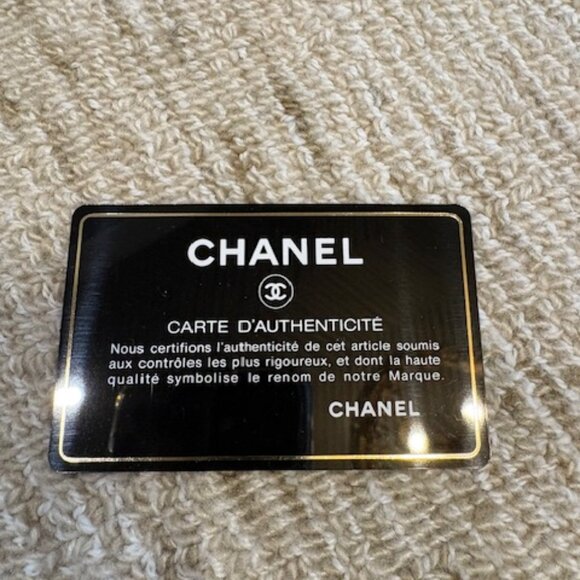 CHANEL
CARTE D'AUTHENTICITÉ
Nous certifions l'authenticité de cet article soumis
aux contrôles les plus rigoureux, et dont la haute
qualité symbolise le renom de notre Marque.
CHANEL